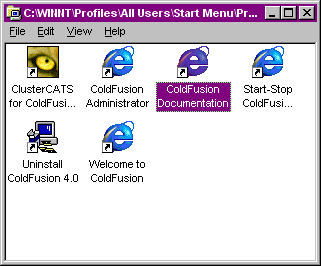 C:\WINNT\Profiles\All Users\Start Menu\Pr...
File Edit View Help
ClusterCATS for ColdFusi...
ColdFusion Administrator
ColdFusion Documentation
Start-Stop ColdFusi...
Uninstall ColdFusion 4.0
Welcome to ColdFusion